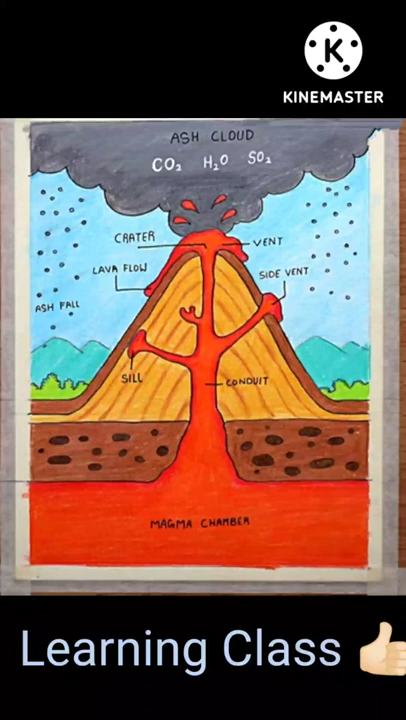 KINEMASTER
ASH CLOUD
CO₂ H₂O SO₂
CRATER
VENT
LAVA FLOW
SIDE VENT
ASH FALL
SILL
CONDUIT
MAGMA CHAMBER
Learning Class 👍🏻